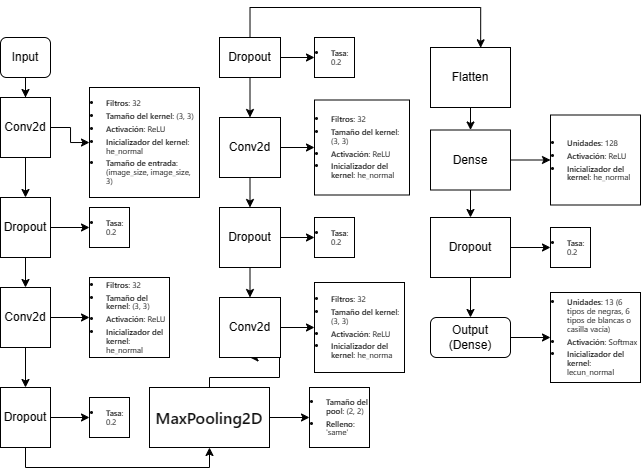 Input
Conv2d
Filtros: 32
Tamaño del kernel: (3, 3)
Activación: ReLU
Inicializador del kernel:
he_normal
Tamaño de entrada:
(image_size, image_size,
3)
Dropout
Tasa:
0.2
Conv2d
Filtros: 32
Tamaño del
kernel: (3, 3)
Activación: ReLU
Inicializador del
kernel:
he_normal
Dropout
Tasa:
0.2
MaxPooling2D
Tamaño del
pool: (2, 2)
Relleno:
'same'
Conv2d
Filtros: 32
Tamaño del kernel:
(3, 3)
Activación: ReLU
Inicializador del
kernel: he_norma
Dropout
Tasa:
0.2
Conv2d
Filtros: 32
Tamaño del kernel:
(3, 3)
Activación: ReLU
Inicializador del
kernel: he_normal
Dropout
Tasa:
0.2
Flatten
Dense
Unidades: 128
Activación: ReLU
Inicializador del
kernel: he_normal
Dropout
Tasa:
0.2
Output
(Dense)
Unidades: 13 (6
tipos de negras, 6
tipos de blancas o
casilla vacía)
Activación: Softmax
Inicializador del
kernel:
lecun_normal